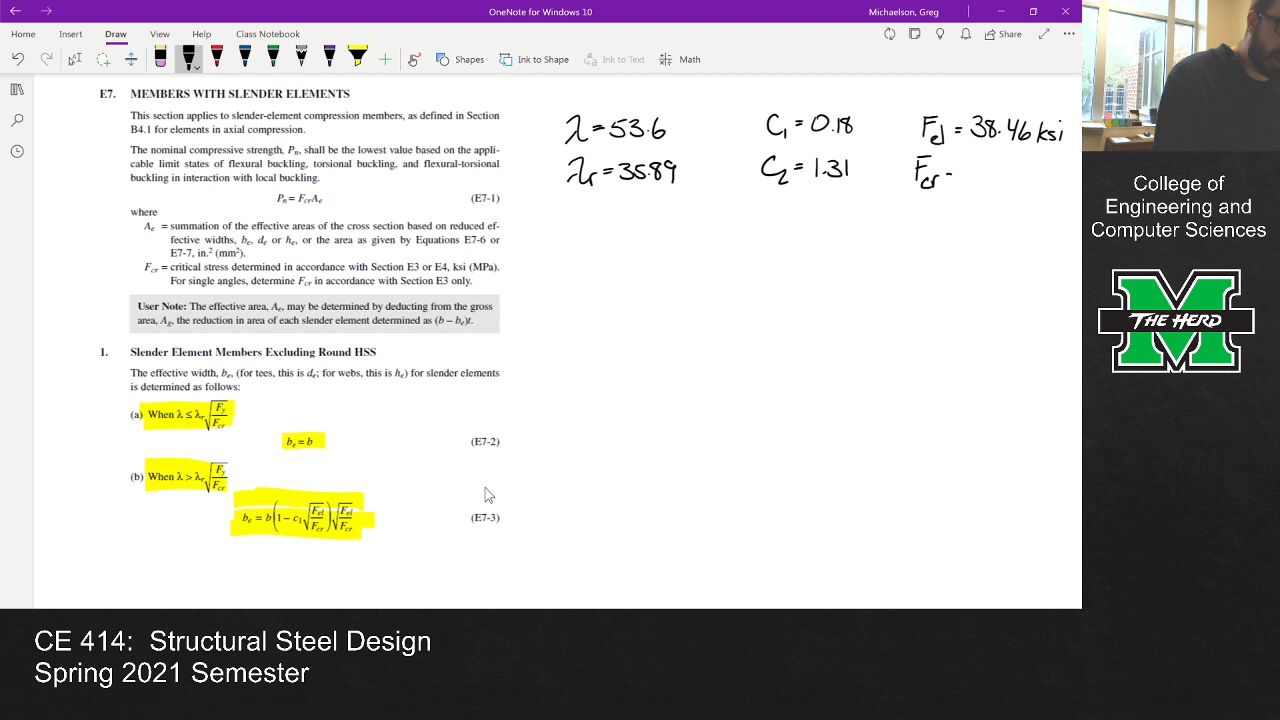 OneNote for Windows 10
Michaelson, Greg
Home Insert Draw View Help Class Notebook
Share
Shapes Ink to Shape Ink to Text Math
E7. MEMBERS WITH SLENDER ELEMENTS
This section applies to slender-element compression members, as defined in Section
B4.1 for elements in axial compression.
The nominal compressive strength, Pn, shall be the lowest value based on the appli-
cable limit states of flexural buckling, torsional buckling, and flexural-torsional
buckling in interaction with local buckling.
Pn = FcrAe (E7-1)
where
Ae = summation of the effective areas of the cross section based on reduced ef-
fective widths, be, de or he, or the area as given by Equations E7-6 or
E7-7, in.² (mm²).
Fcr = critical stress determined in accordance with Section E3 or E4, ksi (MPa).
For single angles, determine Fcr in accordance with Section E3 only.
User Note: The effective area, Ae, may be determined by deducting from the gross
area, Ag, the reduction in area of each slender element determined as (b – be)t.
1. Slender Element Members Excluding Round HSS
The effective width, be, (for tees, this is de; for webs, this is he) for slender elements
is determined as follows:
(a) When λ ≤ λr√(Fy/Fcr)
be = b (E7-2)
(b) When λ > λr√(Fy/Fcr)
be = b(1 – c1√(Fel/Fcr))√(Fel/Fcr) (E7-3)
λ = 53.6
λr = 35.89
C1 = 0.18
C2 = 1.31
Fel = 38.46 ksi
Fcr -
College of
Engineering and
Computer Sciences
THE HERD
CE 414: Structural Steel Design
Spring 2021 Semester